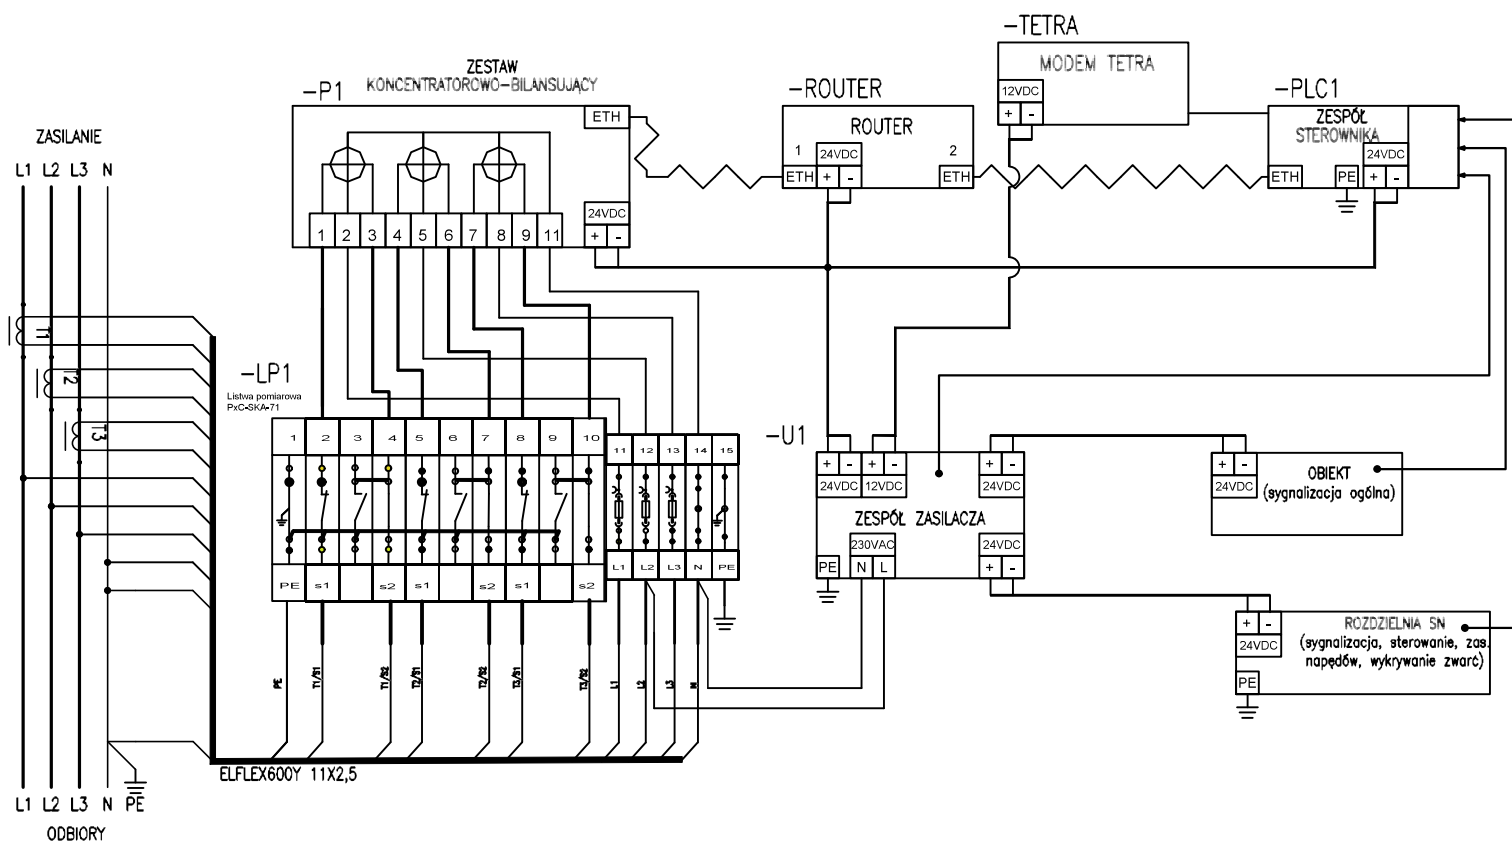 -TETRA
MODEM TETRA
12VDC
+ -
ZESTAW
KONCENTRATOROWO-BILANSUJĄCY
-P1
ETH
24VDC
+ -
1 2 3 4 5 6 7 8 9 11
-ROUTER
ROUTER
1 24VDC 2
ETH + - ETH
-PLC1
ZESPÓŁ
STEROWNIKA
24VDC
ETH PE + -
ZASILANIE
L1 L2 L3 N
T1
T2
T3
-LP1
Listwa pomiarowa
PxC-SKA-71
1 2 3 4 5 6 7 8 9 10 11 12 13 14 15
PE s1 s2 s1 s2 s1 s2 L1 L2 L3 N PE
PE T1/S1 T1/S2 T2/S1 T2/S2 T3/S1 T3/S2 L1 L2 L3 N
-U1
+ - + - + -
24VDC 12VDC 24VDC
ZESPÓŁ ZASILACZA
230VAC 24VDC
PE N L + -
+ -
24VDC
OBIEKT
(sygnalizacja ogólna)
+ -
24VDC
PE
ROZDZIELNIA SN
(sygnalizacja, sterowanie, zas.
napędów, wykrywanie zwarć)
ELFLEX600Y 11X2,5
L1 L2 L3 N PE
ODBIORY